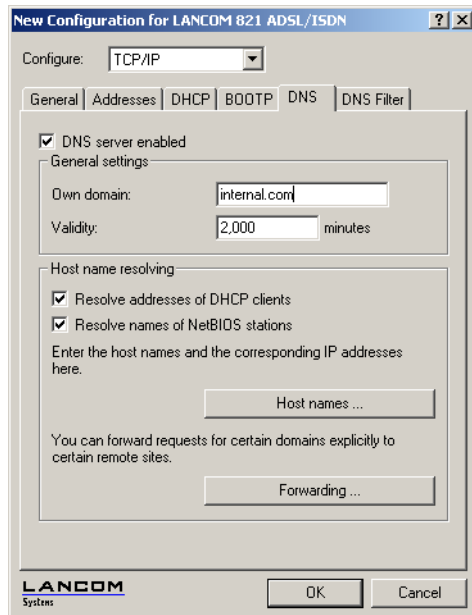 New Configuration for LANCOM 821 ADSL/ISDN
Configure: TCP/IP
General Addresses DHCP BOOTP DNS DNS Filter
DNS server enabled
General settings
Own domain: internal.com
Validity: 2,000 minutes
Host name resolving
Resolve addresses of DHCP clients
Resolve names of NetBIOS stations
Enter the host names and the corresponding IP addresses
here.
Host names ...
You can forward requests for certain domains explicitly to
certain remote sites.
Forwarding ...
LANCOM
Systems
OK Cancel